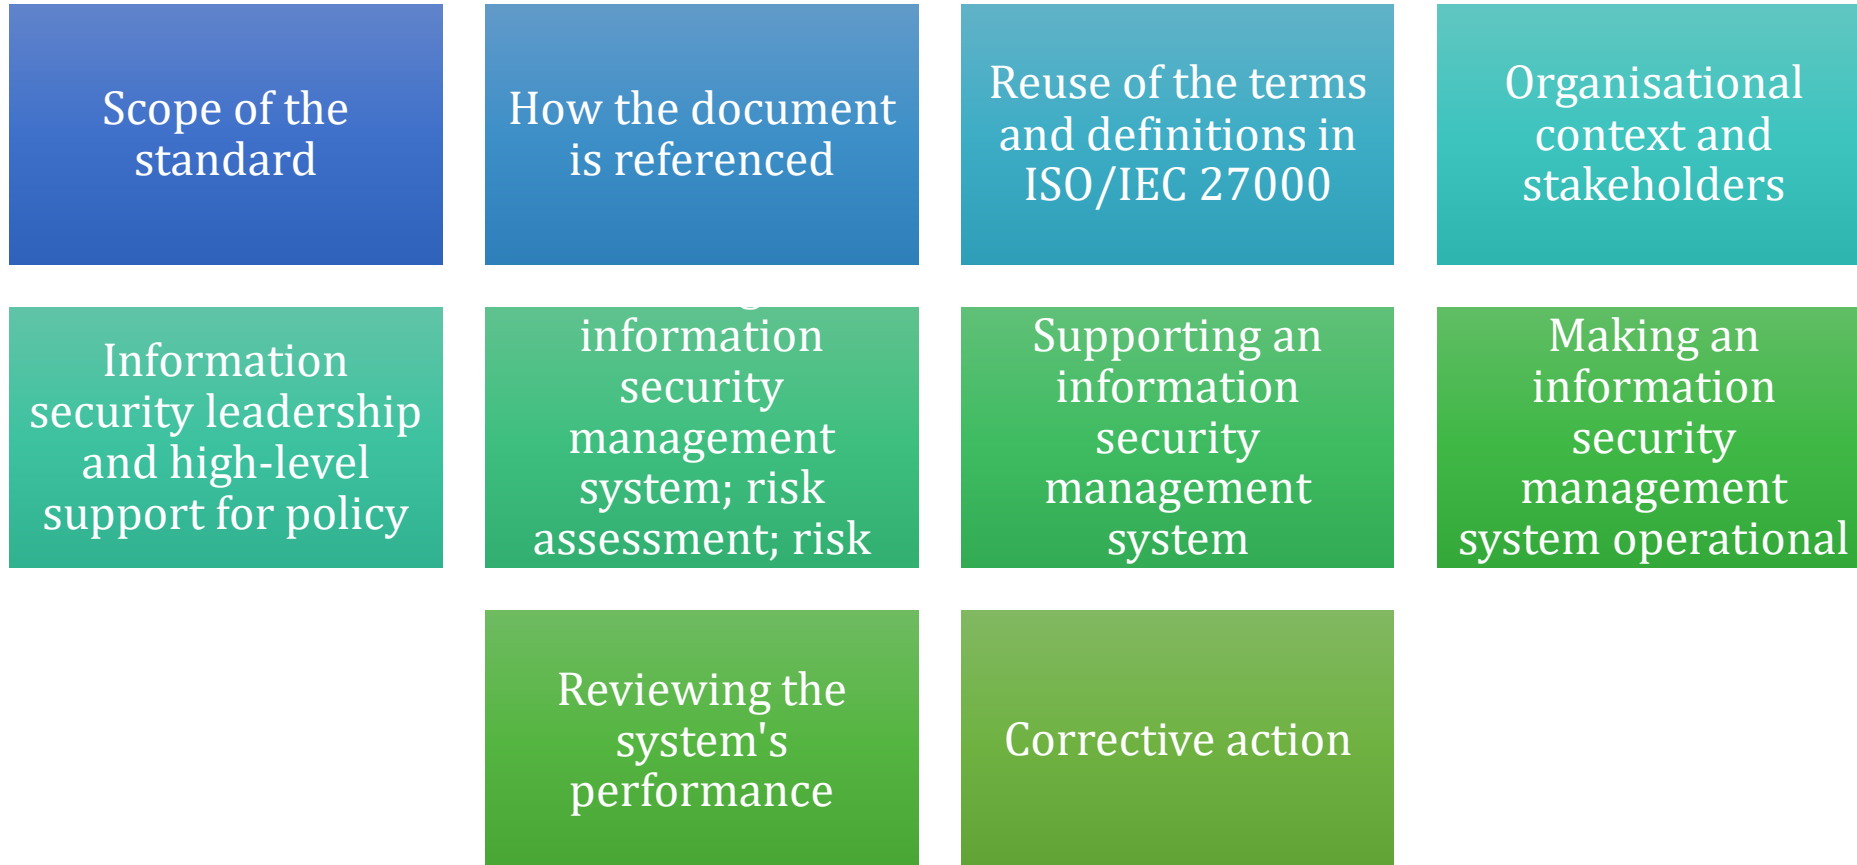 Scope of the
standard
How the document
is referenced
Reuse of the terms
and definitions in
ISO/IEC 27000
Organisational
context and
stakeholders
Information
security leadership
and high-level
support for policy
information
security
management
system; risk
assessment; risk
Supporting an
information
security
management
system
Making an
information
security
management
system operational
Reviewing the
system's
performance
Corrective action